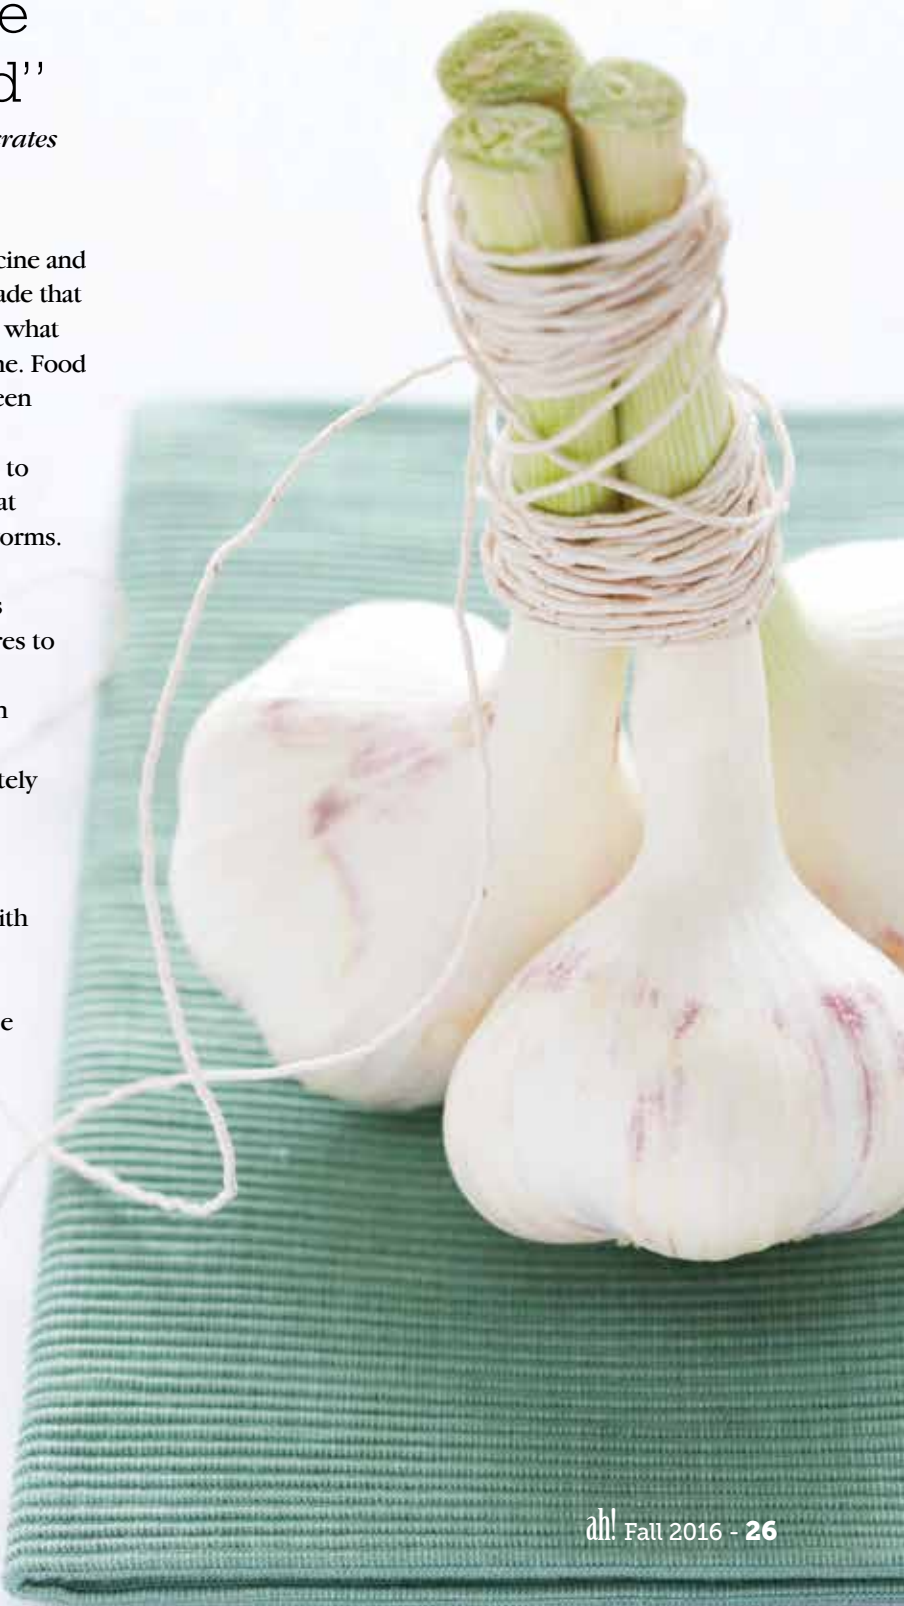 e
d”
rates
cine and
ade that
what
ne. Food
een
to
at
orms.
s
res to
n
tely
ith
e
ah! Fall 2016 - 26